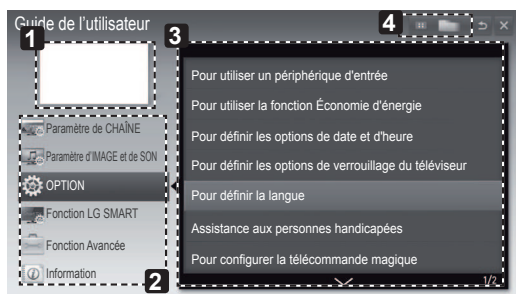 Guide de l'utilisateur
1
3
4
Pour utiliser un périphérique d'entrée
Pour utiliser la fonction Économie d'énergie
Pour définir les options de date et d'heure
Pour définir les options de verrouillage du téléviseur
Pour définir la langue
Assistance aux personnes handicapées
Pour configurer la télécommande magique
1/2
Paramètre de CHAÎNE
Paramètre d'IMAGE et de SON
OPTION
Fonction LG SMART
Fonction Avancée
Information
2